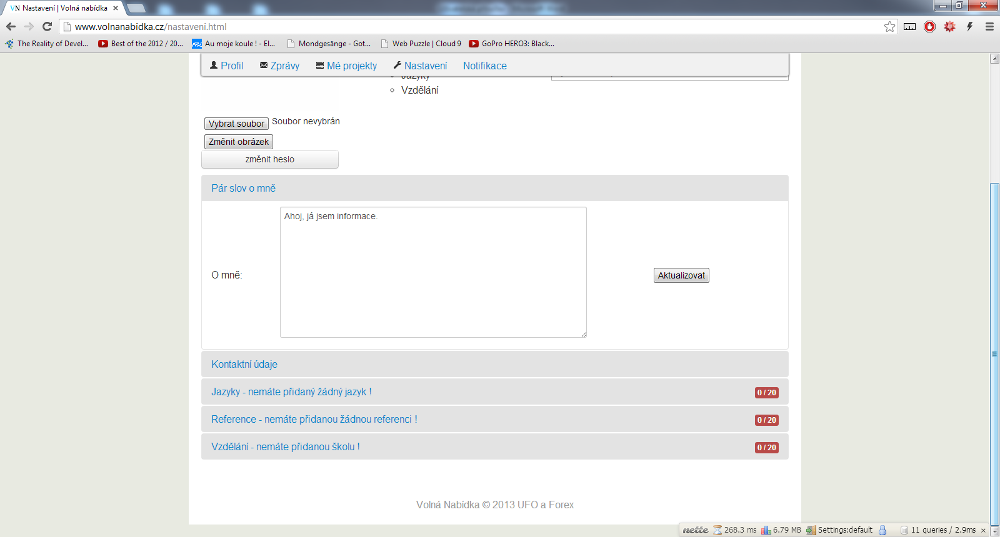 VN Nastavení | Volná nabídka
www.volnanabidka.cz/nastaveni.html
The Reality of Devel... Best of the 2012 / 20... Au moje koule ! - El... Mondgesänge - Got... Web Puzzle | Cloud 9 GoPro HERO3: Black...
Profil Zprávy Mé projekty Nastavení Notifikace
Jazyky
Vzdělání
Vybrat soubor Soubor nevybrán
Změnit obrázek
změnit heslo
Pár slov o mně
Ahoj, já jsem informace.
O mně:
Aktualizovat
Kontaktní údaje
Jazyky - nemáte přidaný žádný jazyk ! 0 / 20
Reference - nemáte přidanou žádnou referenci ! 0 / 20
Vzdělání - nemáte přidanou školu ! 0 / 20
Volná Nabídka © 2013 UFO a Forex
nette 268.3 ms 6.79 MB Settings:default 11 queries / 2.9ms ×